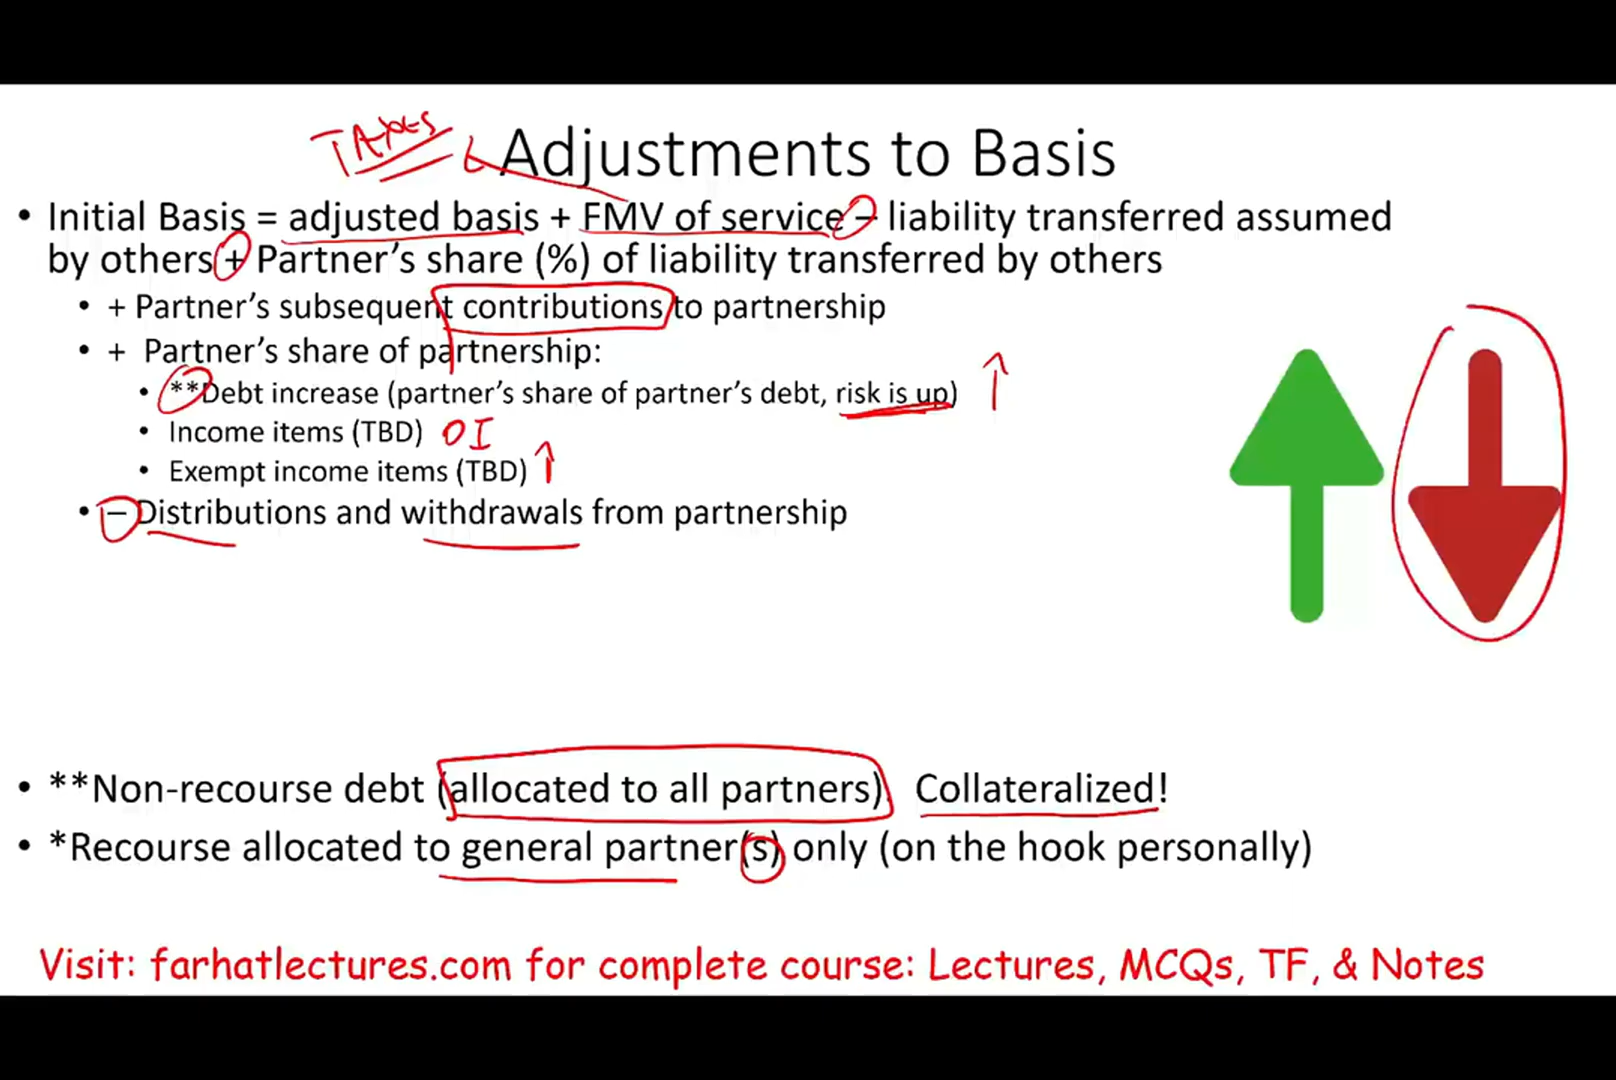 TAXES
Adjustments to Basis
• Initial Basis = adjusted basis + FMV of service – liability transferred assumed
by others + Partner's share (%) of liability transferred by others
• + Partner's subsequent contributions to partnership
• + Partner's share of partnership:
• **Debt increase (partner's share of partner's debt, risk is up)
• Income items (TBD) OI
• Exempt income items (TBD)
• – Distributions and withdrawals from partnership
• **Non-recourse debt (allocated to all partners). Collateralized!
• *Recourse allocated to general partner(s) only (on the hook personally)
Visit: farhatlectures.com for complete course: Lectures, MCQs, TF, & Notes